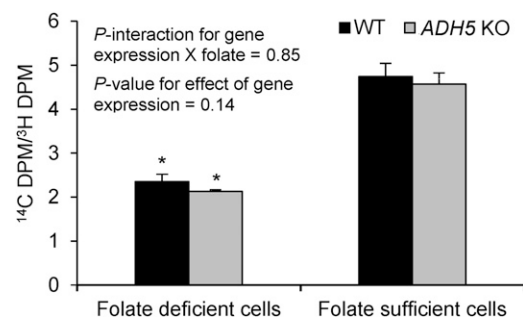 6
5
4
3
2
1
0
¹⁴C DPM/³H DPM
P-interaction for gene
expression X folate = 0.85
P-value for effect of gene
expression = 0.14
WT
ADH5 KO
* *
Folate deficient cells Folate sufficient cells